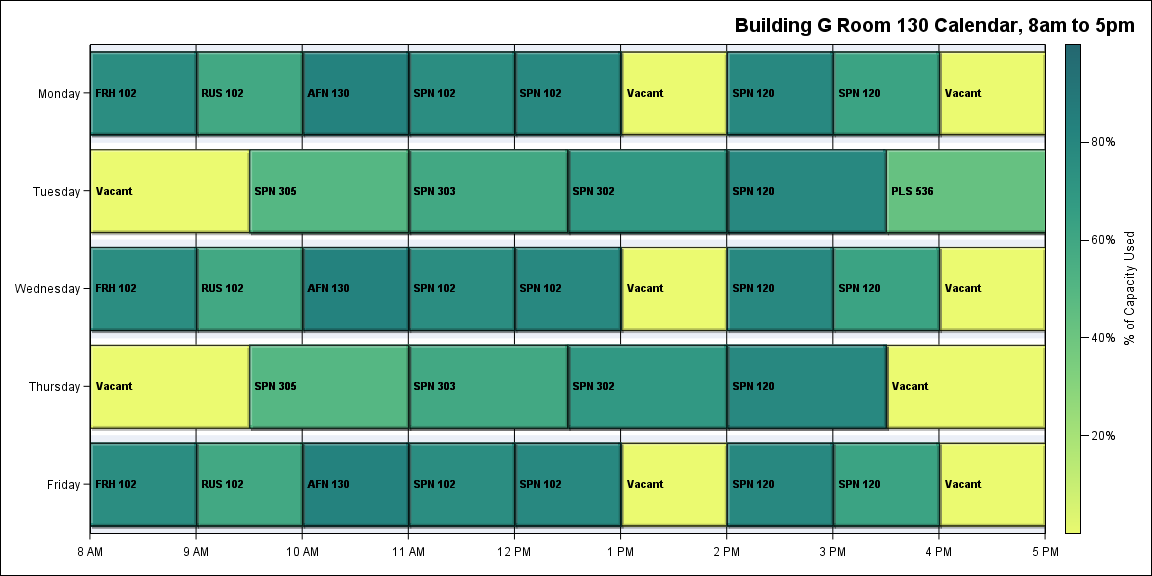 Building G Room 130 Calendar, 8am to 5pm
Monday
FRH 102
RUS 102
AFN 130
SPN 102
SPN 102
Vacant
SPN 120
SPN 120
Vacant
Tuesday
Vacant
SPN 305
SPN 303
SPN 302
SPN 120
PLS 536
Wednesday
FRH 102
RUS 102
AFN 130
SPN 102
SPN 102
Vacant
SPN 120
SPN 120
Vacant
Thursday
Vacant
SPN 305
SPN 303
SPN 302
SPN 120
Vacant
Friday
FRH 102
RUS 102
AFN 130
SPN 102
SPN 102
Vacant
SPN 120
SPN 120
Vacant
8 AM
9 AM
10 AM
11 AM
12 PM
1 PM
2 PM
3 PM
4 PM
5 PM
80%
60%
40%
20%
% of Capacity Used